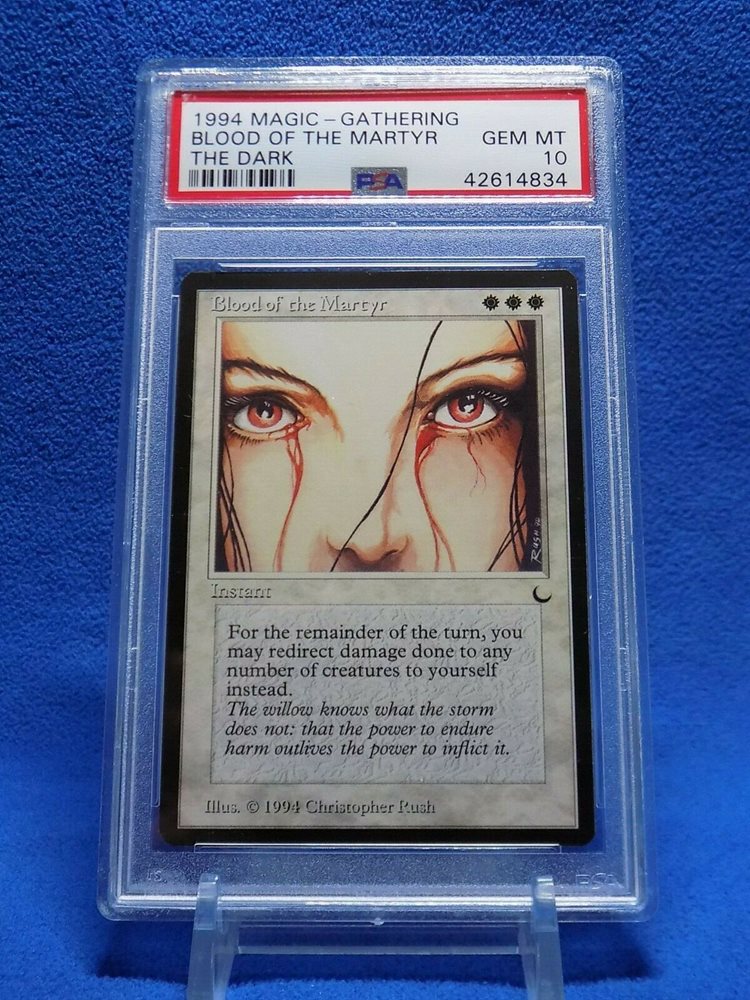 1994 MAGIC - GATHERING
BLOOD OF THE MARTYR GEM MT
THE DARK 10
PSA 42614834
Blood of the Martyr
Rush
Instant
For the remainder of the turn, you
may redirect damage done to any
number of creatures to yourself
instead.
The willow knows what the storm
does not: that the power to endure
harm outlives the power to inflict it.
Illus. © 1994 Christopher Rush
PSA